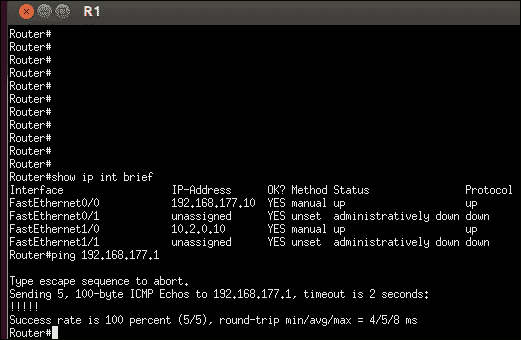 R1
Router#
Router#
Router#
Router#
Router#
Router#
Router#
Router#
Router#
Router#
Router#
Router#show ip int brief
Interface                  IP-Address      OK? Method Status                Protocol
FastEthernet0/0            192.168.177.10  YES manual up                    up
FastEthernet0/1            unassigned      YES unset  administratively down down
FastEthernet1/0            10.2.0.10       YES manual up                    up
FastEthernet1/1            unassigned      YES unset  administratively down down
Router#ping 192.168.177.1
Type escape sequence to abort.
Sending 5, 100-byte ICMP Echos to 192.168.177.1, timeout is 2 seconds:
!!!!!
Success rate is 100 percent (5/5), round-trip min/avg/max = 4/5/8 ms
Router#